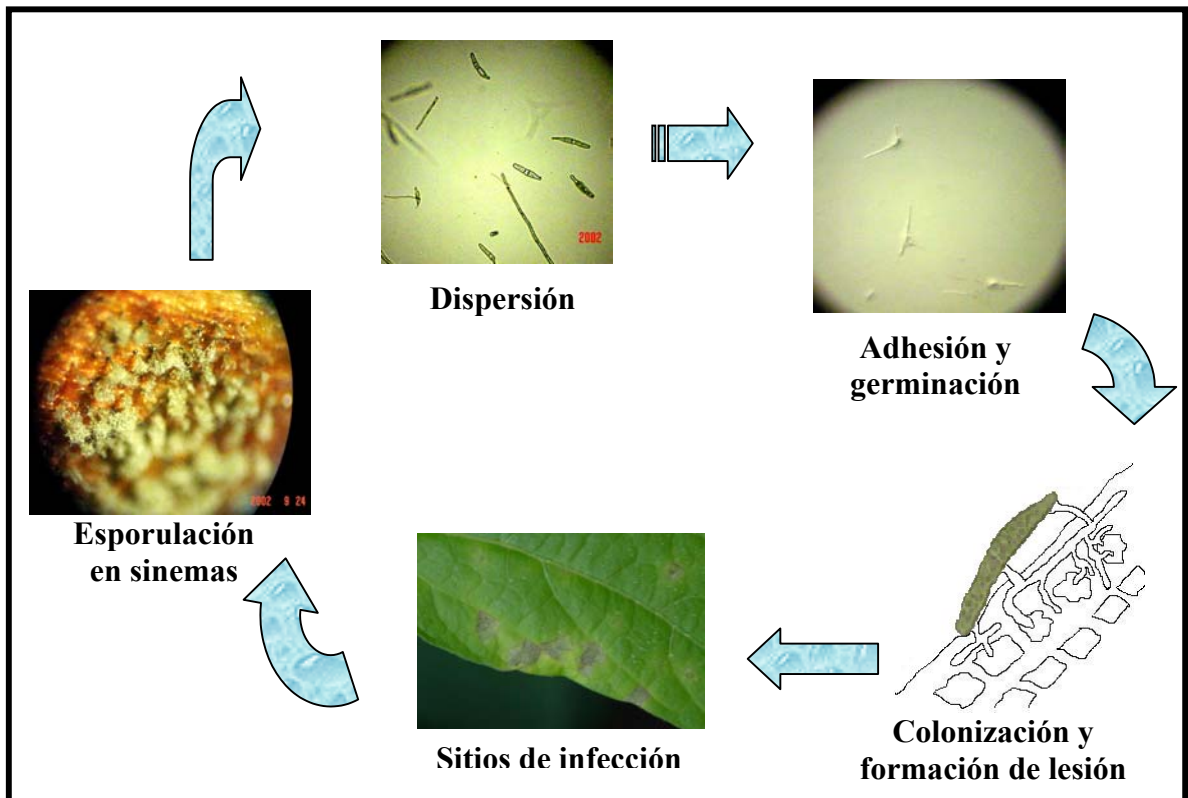 2002
Dispersión
Adhesión y
germinación
2002 9 24
Esporulación
en sinemas
Sitios de infección
Colonización y
formación de lesión